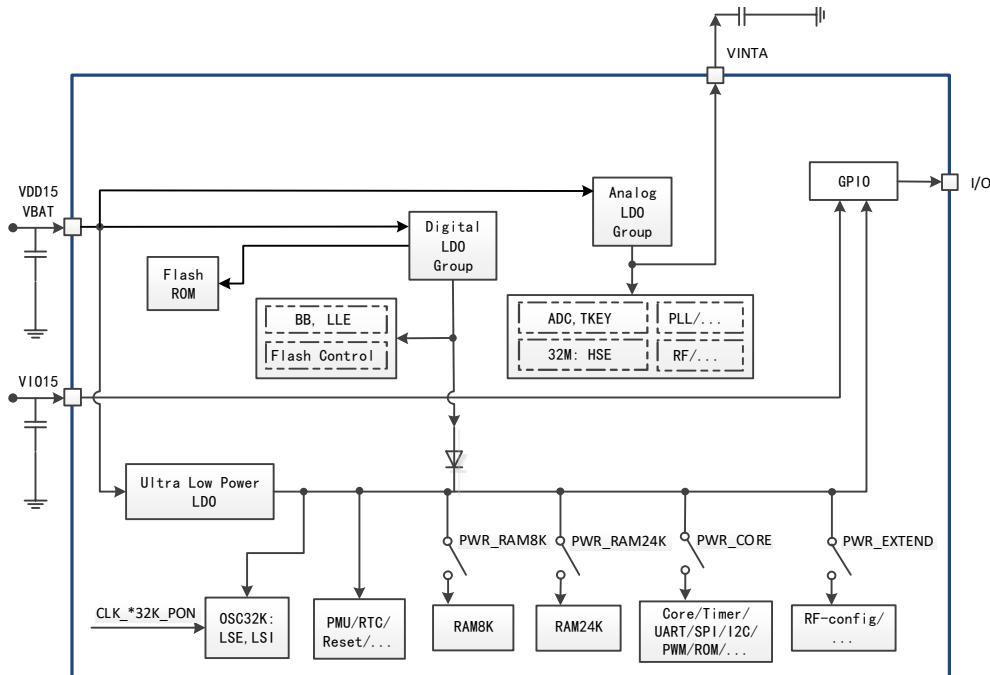 VINTA
VDD15
VBAT
GPIO
I/O
Analog
LDO
Group
Digital
LDO
Group
Flash
ROM
BB, LLE
Flash Control
ADC,TKEY
PLL/...
32M: HSE
RF/...
VIO15
Ultra Low Power
LDO
PWR_RAM8K
PWR_RAM24K
PWR_CORE
PWR_EXTEND
CLK_*32K_PON
OSC32K:
LSE,LSI
PMU/RTC/
Reset/...
RAM8K
RAM24K
Core/Timer/
UART/SPI/I2C/
PWM/ROM/...
RF-config/
...